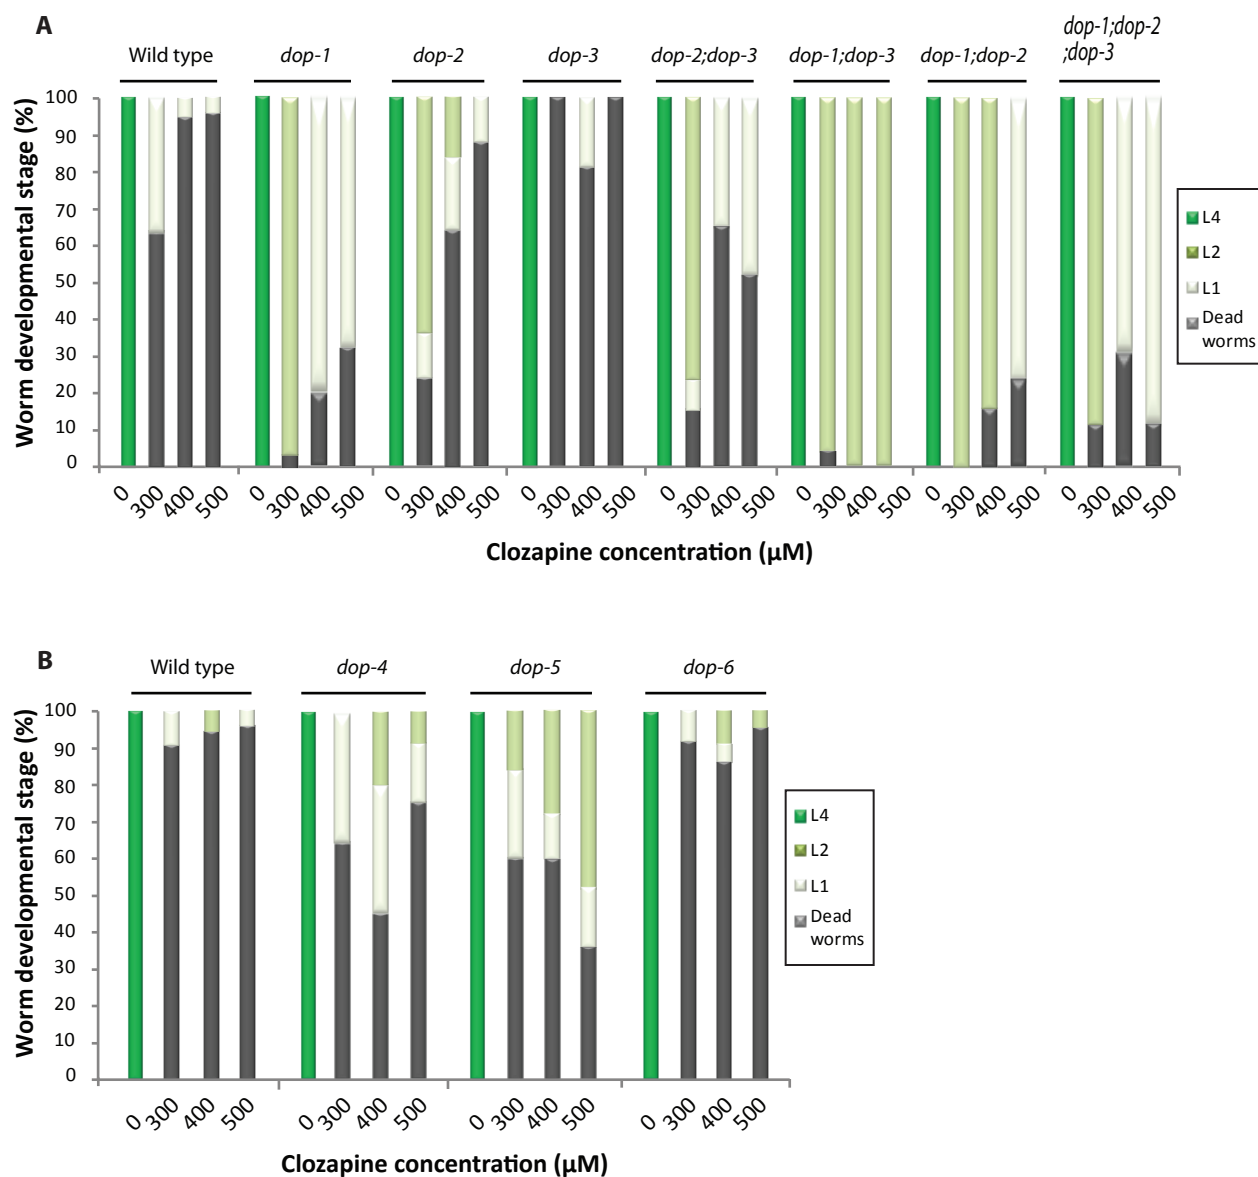 A
Wild type
dop-1
dop-2
dop-3
dop-2;dop-3
dop-1;dop-3
dop-1;dop-2
dop-1;dop-2
;dop-3
Worm developmental stage (%)
100
90
80
70
60
50
40
30
20
10
0
0 300 400 500 0 300 400 500 0 300 400 500 0 300 400 500 0 300 400 500 0 300 400 500 0 300 400 500 0 300 400 500
Clozapine concentration (µM)
L4
L2
L1
Dead
worms
B
Wild type
dop-4
dop-5
dop-6
Worm developmental stage (%)
100
90
80
70
60
50
40
30
20
10
0
0 300 400 500 0 300 400 500 0 300 400 500 0 300 400 500
Clozapine concentration (µM)
L4
L2
L1
Dead
worms